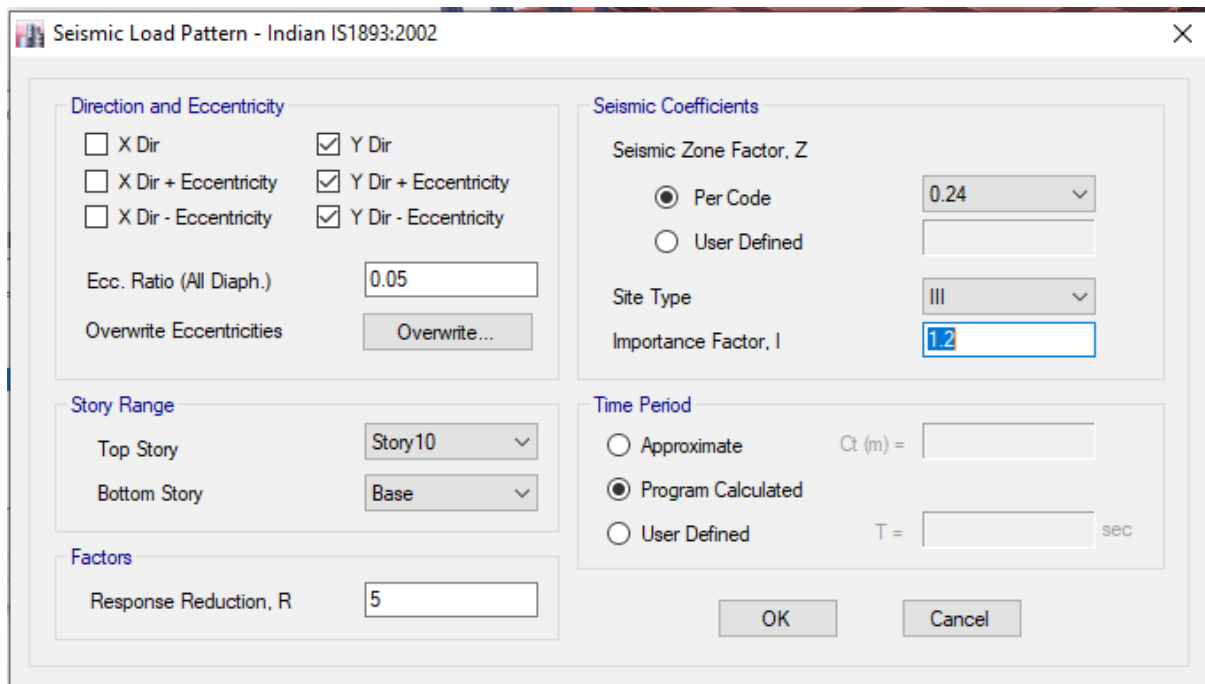 Seismic Load Pattern - Indian IS1893:2002
Direction and Eccentricity
X Dir
Y Dir
X Dir + Eccentricity
Y Dir + Eccentricity
X Dir - Eccentricity
Y Dir - Eccentricity
Ecc. Ratio (All Diaph.)
0.05
Overwrite Eccentricities
Overwrite...
Story Range
Top Story
Story10
Bottom Story
Base
Factors
Response Reduction, R
5
Seismic Coefficients
Seismic Zone Factor, Z
Per Code
0.24
User Defined
Site Type
III
Importance Factor, I
1.2
Time Period
Approximate
Ct (m) =
Program Calculated
User Defined
T =
sec
OK
Cancel